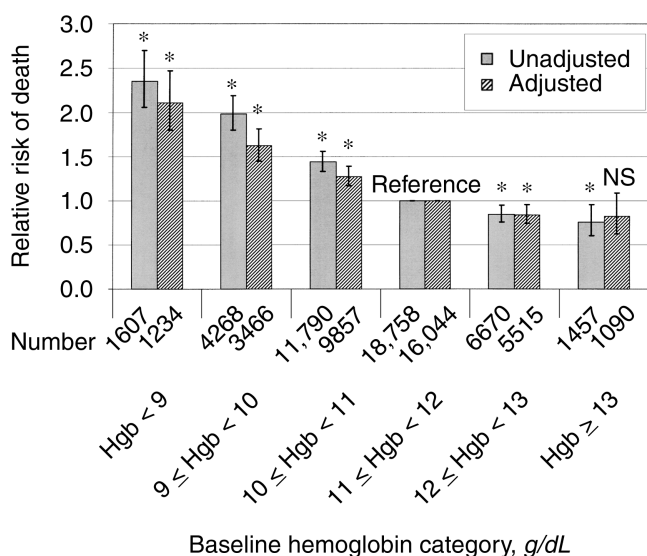 3.0
2.5
2.0
1.5
1.0
0.5
0.0
Relative risk of death
Unadjusted
Adjusted
* * * * * * Reference * * * NS
Number
1607 1234 4268 3466 11,790 9857 18,758 16,044 6670 5515 1457 1090
Hgb < 9
9 ≤ Hgb < 10
10 ≤ Hgb < 11
11 ≤ Hgb < 12
12 ≤ Hgb < 13
Hgb ≥ 13
Baseline hemoglobin category, g/dL